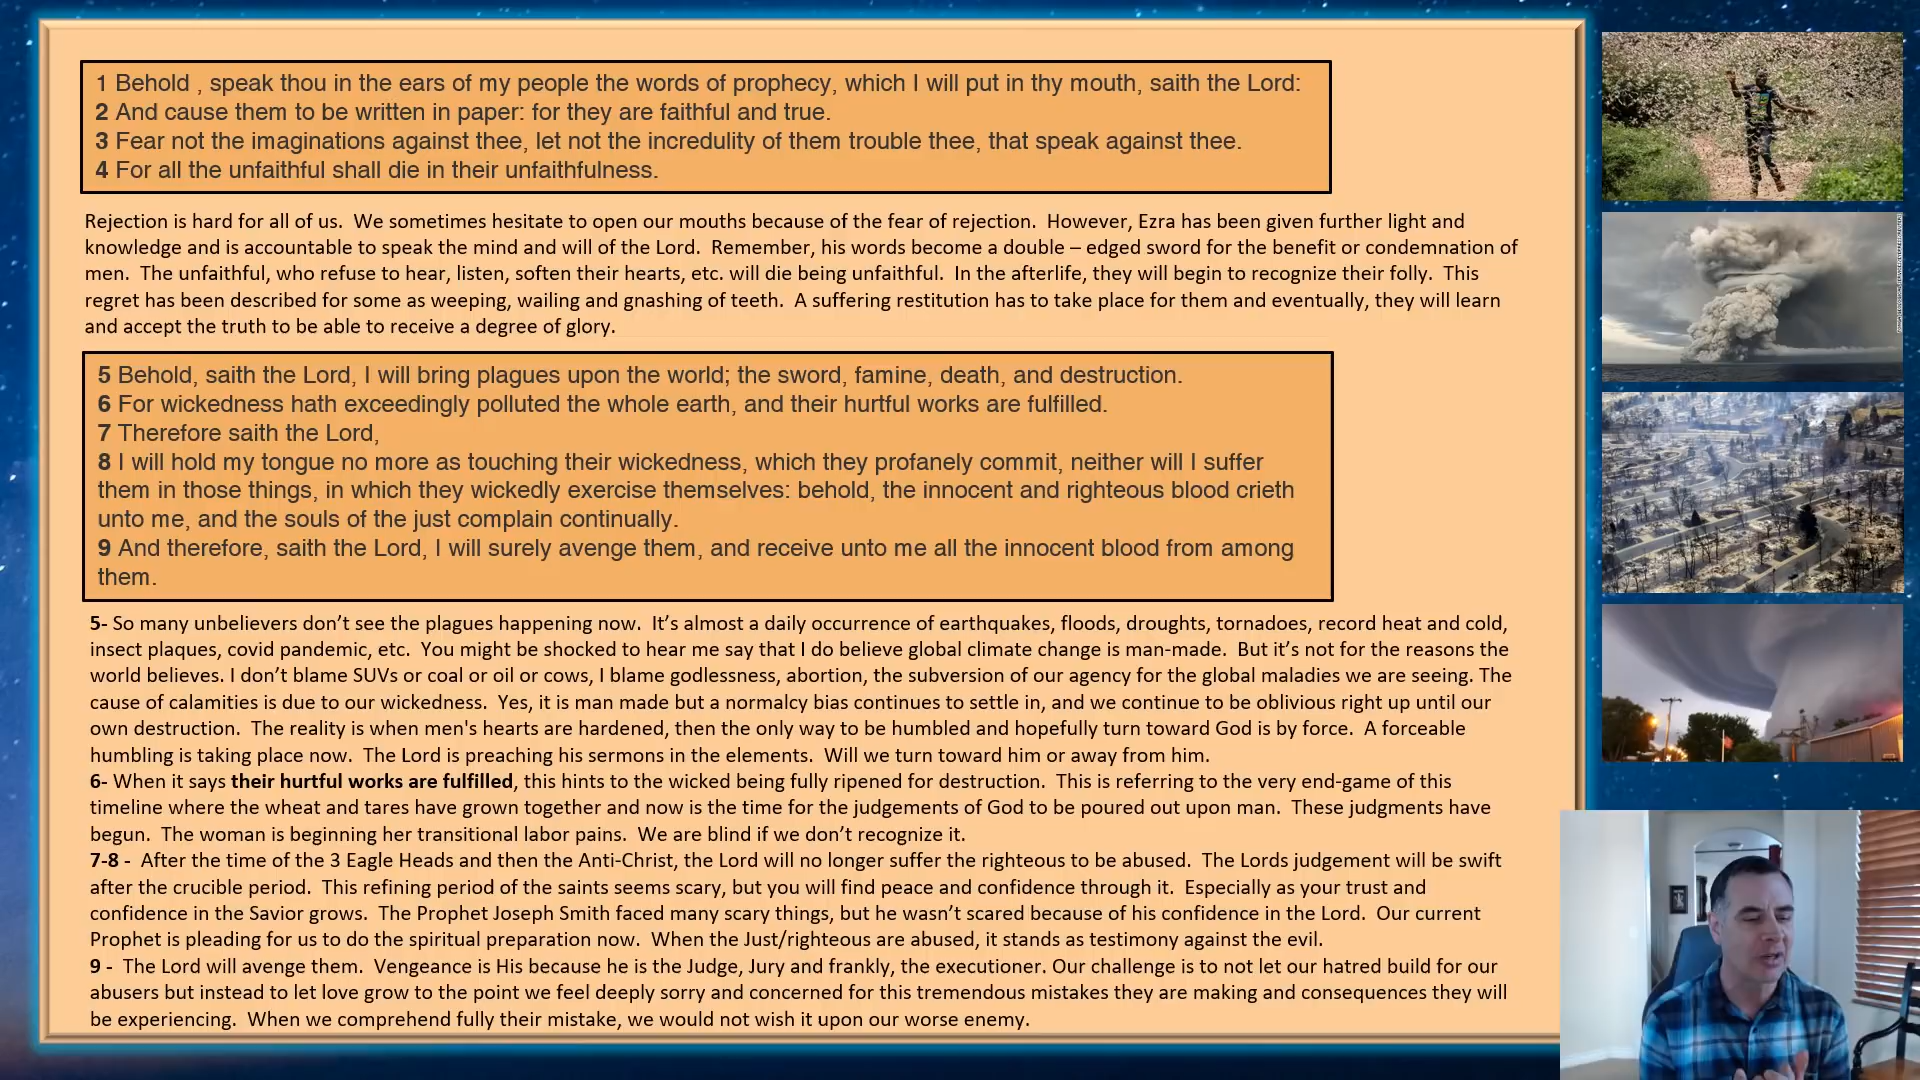 1 Behold , speak thou in the ears of my people the words of prophecy, which I will put in thy mouth, saith the Lord:
2 And cause them to be written in paper: for they are faithful and true.
3 Fear not the imaginations against thee, let not the incredulity of them trouble thee, that speak against thee.
4 For all the unfaithful shall die in their unfaithfulness.
Rejection is hard for all of us. We sometimes hesitate to open our mouths because of the fear of rejection. However, Ezra has been given further light and
knowledge and is accountable to speak the mind and will of the Lord. Remember, his words become a double – edged sword for the benefit or condemnation of
men. The unfaithful, who refuse to hear, listen, soften their hearts, etc. will die being unfaithful. In the afterlife, they will begin to recognize their folly. This
regret has been described for some as weeping, wailing and gnashing of teeth. A suffering restitution has to take place for them and eventually, they will learn
and accept the truth to be able to receive a degree of glory.
5 Behold, saith the Lord, I will bring plagues upon the world; the sword, famine, death, and destruction.
6 For wickedness hath exceedingly polluted the whole earth, and their hurtful works are fulfilled.
7 Therefore saith the Lord,
8 I will hold my tongue no more as touching their wickedness, which they profanely commit, neither will I suffer
them in those things, in which they wickedly exercise themselves: behold, the innocent and righteous blood crieth
unto me, and the souls of the just complain continually.
9 And therefore, saith the Lord, I will surely avenge them, and receive unto me all the innocent blood from among
them.
5- So many unbelievers don’t see the plagues happening now. It’s almost a daily occurrence of earthquakes, floods, droughts, tornadoes, record heat and cold,
insect plaques, covid pandemic, etc. You might be shocked to hear me say that I do believe global climate change is man-made. But it’s not for the reasons the
world believes. I don’t blame SUVs or coal or oil or cows, I blame godlessness, abortion, the subversion of our agency for the global maladies we are seeing. The
cause of calamities is due to our wickedness. Yes, it is man made but a normalcy bias continues to settle in, and we continue to be oblivious right up until our
own destruction. The reality is when men's hearts are hardened, then the only way to be humbled and hopefully turn toward God is by force. A forceable
humbling is taking place now. The Lord is preaching his sermons in the elements. Will we turn toward him or away from him.
6- When it says their hurtful works are fulfilled, this hints to the wicked being fully ripened for destruction. This is referring to the very end-game of this
timeline where the wheat and tares have grown together and now is the time for the judgements of God to be poured out upon man. These judgments have
begun. The woman is beginning her transitional labor pains. We are blind if we don’t recognize it.
7-8 - After the time of the 3 Eagle Heads and then the Anti-Christ, the Lord will no longer suffer the righteous to be abused. The Lords judgement will be swift
after the crucible period. This refining period of the saints seems scary, but you will find peace and confidence through it. Especially as your trust and
confidence in the Savior grows. The Prophet Joseph Smith faced many scary things, but he wasn’t scared because of his confidence in the Lord. Our current
Prophet is pleading for us to do the spiritual preparation now. When the Just/righteous are abused, it stands as testimony against the evil.
9 - The Lord will avenge them. Vengeance is His because he is the Judge, Jury and frankly, the executioner. Our challenge is to not let our hatred build for our
abusers but instead to let love grow to the point we feel deeply sorry and concerned for this tremendous mistakes they are making and consequences they will
be experiencing. When we comprehend fully their mistake, we would not wish it upon our worse enemy.